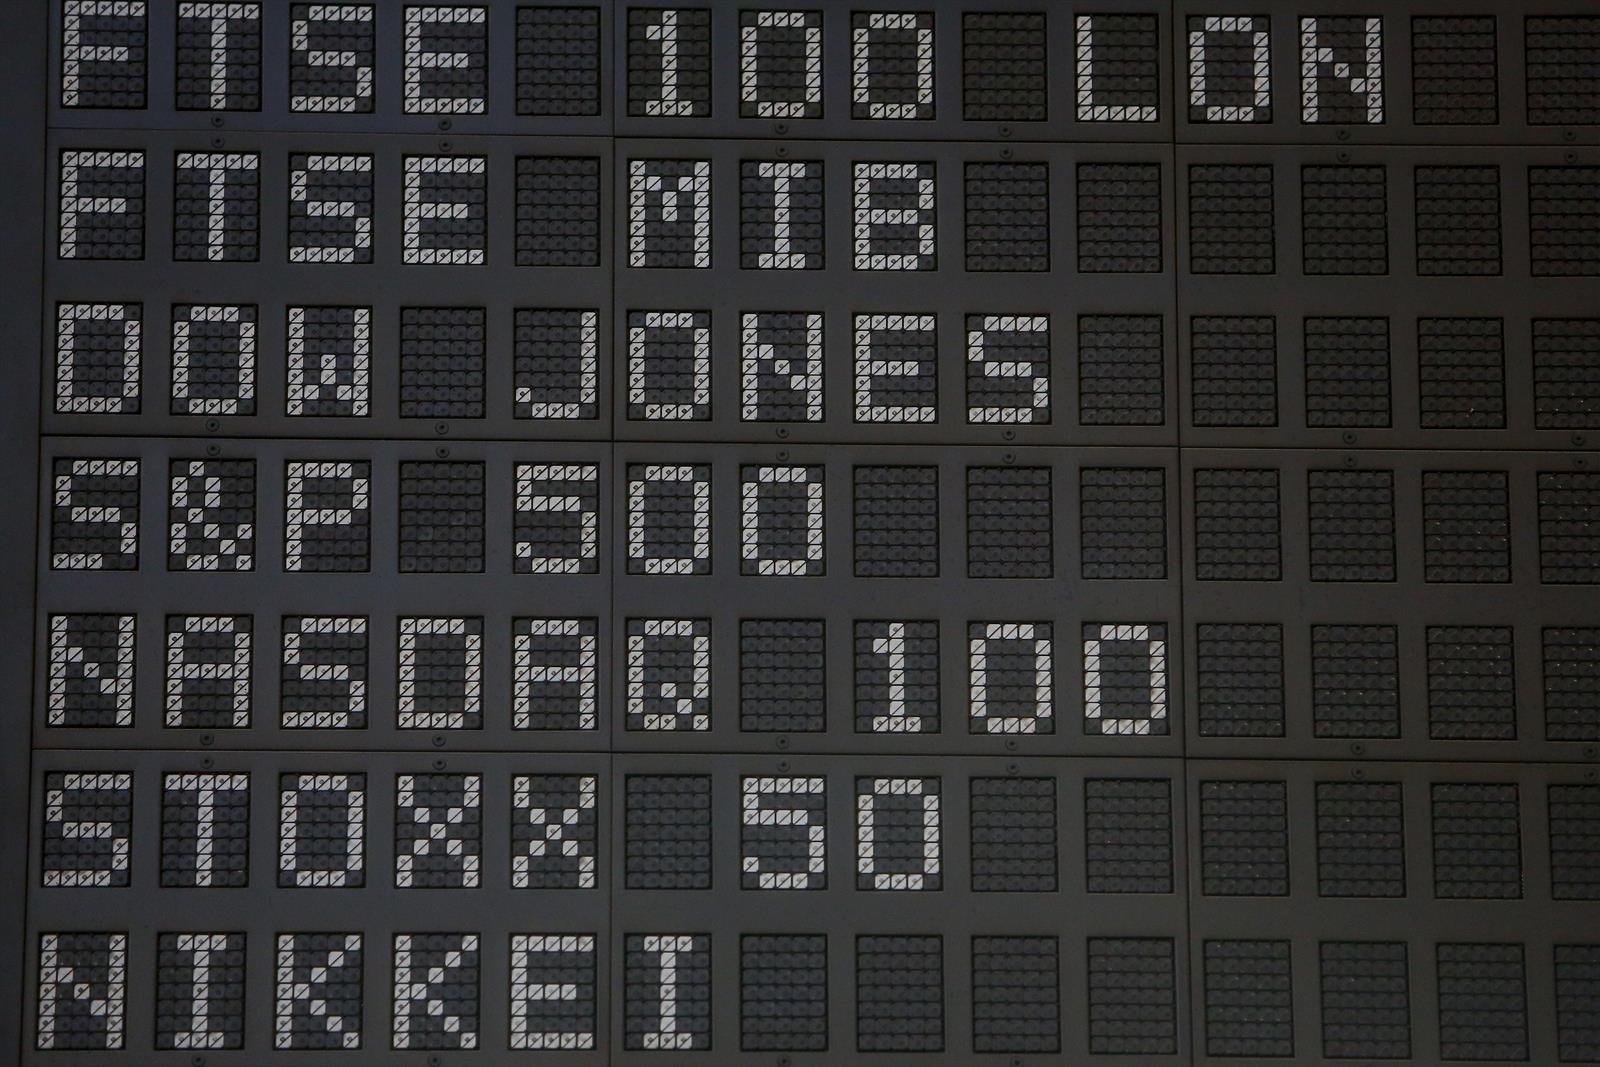 FTSE 100 LON
FTSE MIB
DOW JONES
S&P 500
NASDAQ 100
STOXX 50
NIKKEI